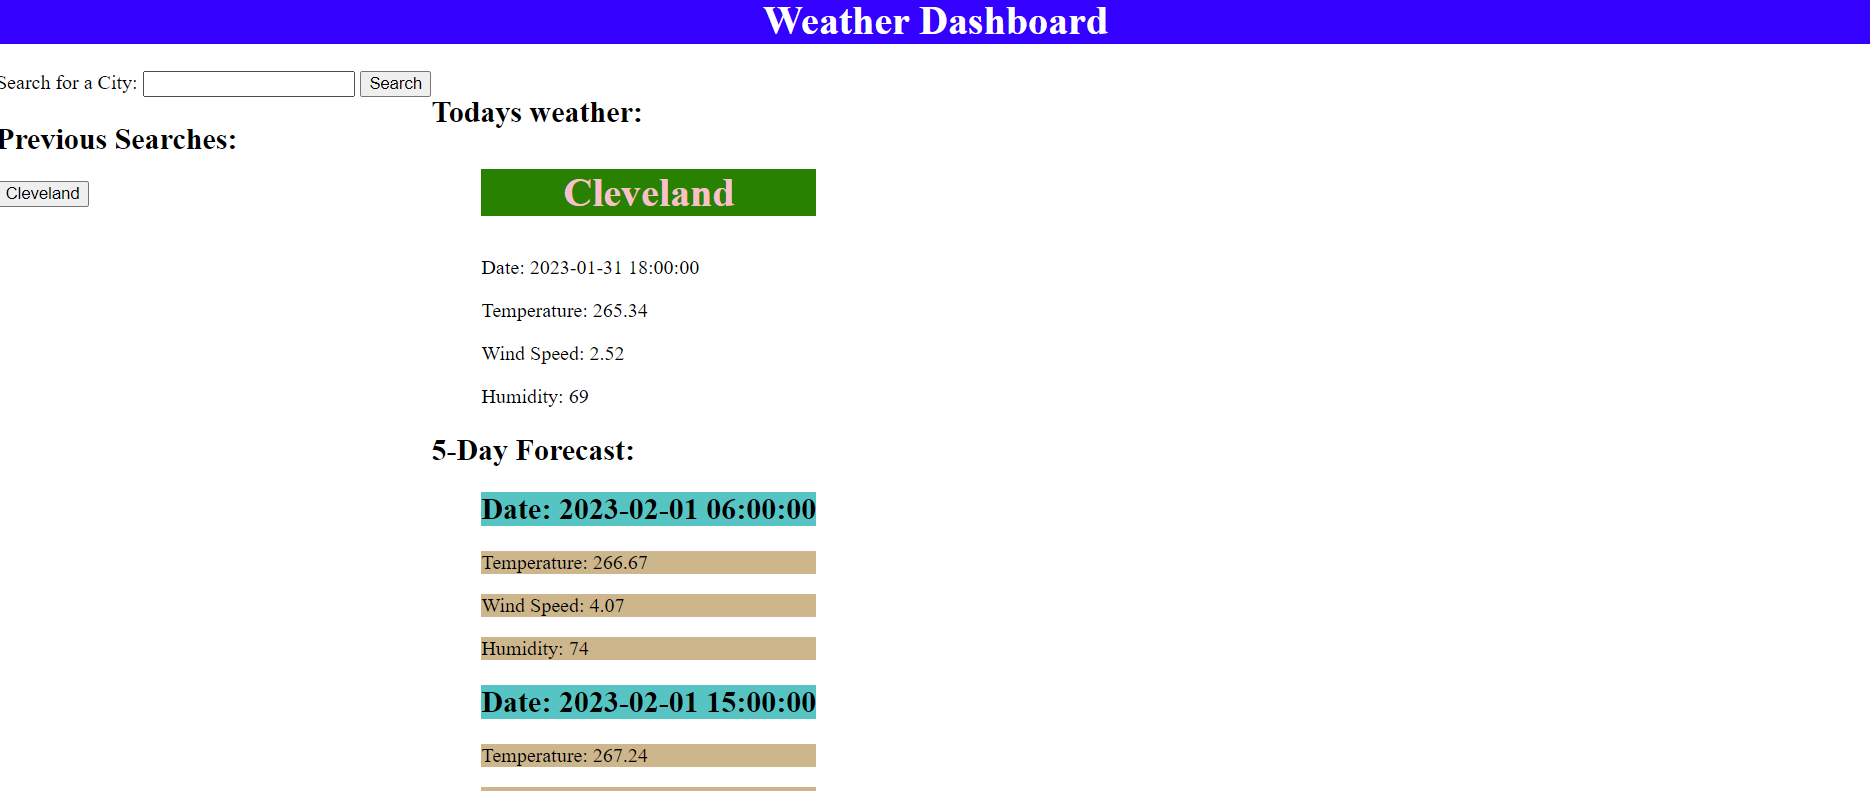 Weather Dashboard
Search for a City: Search
Previous Searches:
Cleveland
Todays weather:
Cleveland
Date: 2023-01-31 18:00:00
Temperature: 265.34
Wind Speed: 2.52
Humidity: 69
5-Day Forecast:
Date: 2023-02-01 06:00:00
Temperature: 266.67
Wind Speed: 4.07
Humidity: 74
Date: 2023-02-01 15:00:00
Temperature: 267.24